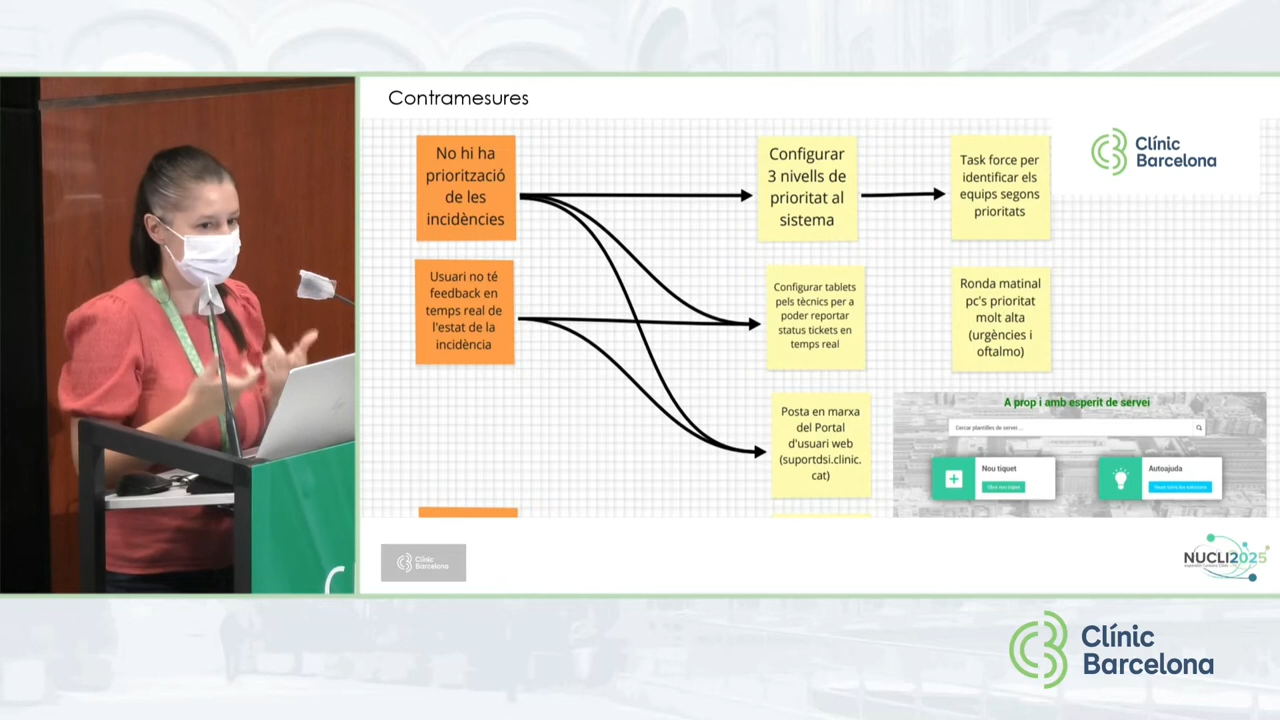 Contramesures
No hi ha
priorització
de les
incidències
Configurar
3 nivells de
prioritat al
sistema
Task force per
identificar els
equips segons
prioritats
Clínic
Barcelona
Usuari no té
feedback en
temps real de
l'estat de la
incidència
Configurar tablets
pels tècnics per a
poder reportar
status tickets en
temps real
Ronda matinal
pc's prioritat
molt alta
(urgències i
oftalmo)
Posta en marxa
del Portal
d'usuari web
(suportdsi.clinic.
cat)
A prop i amb esperit de servei
Cercar plantilles de servei ...
Nou tiquet
Autoajuda
Clínic
Barcelona
NUCLI2025
Clínic
Barcelona